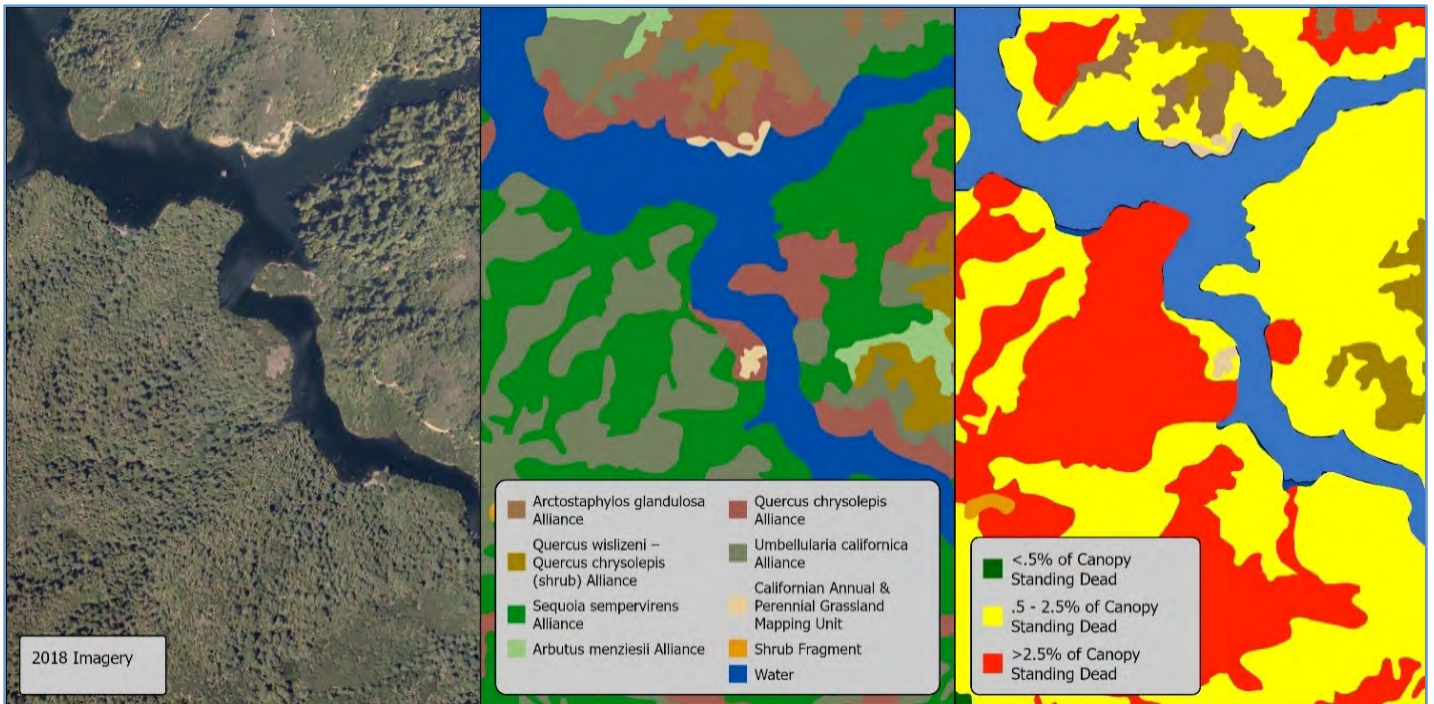 2018 Imagery
Arctostaphylos glandulosa
Alliance
Quercus wislizeni –
Quercus chrysolepis
(shrub) Alliance
Sequoia sempervirens
Alliance
Arbutus menziesii Alliance
Quercus chrysolepis
Alliance
Umbellularia californica
Alliance
Californian Annual &
Perennial Grassland
Mapping Unit
Shrub Fragment
Water
<.5% of Canopy
Standing Dead
.5 - 2.5% of Canopy
Standing Dead
>2.5% of Canopy
Standing Dead